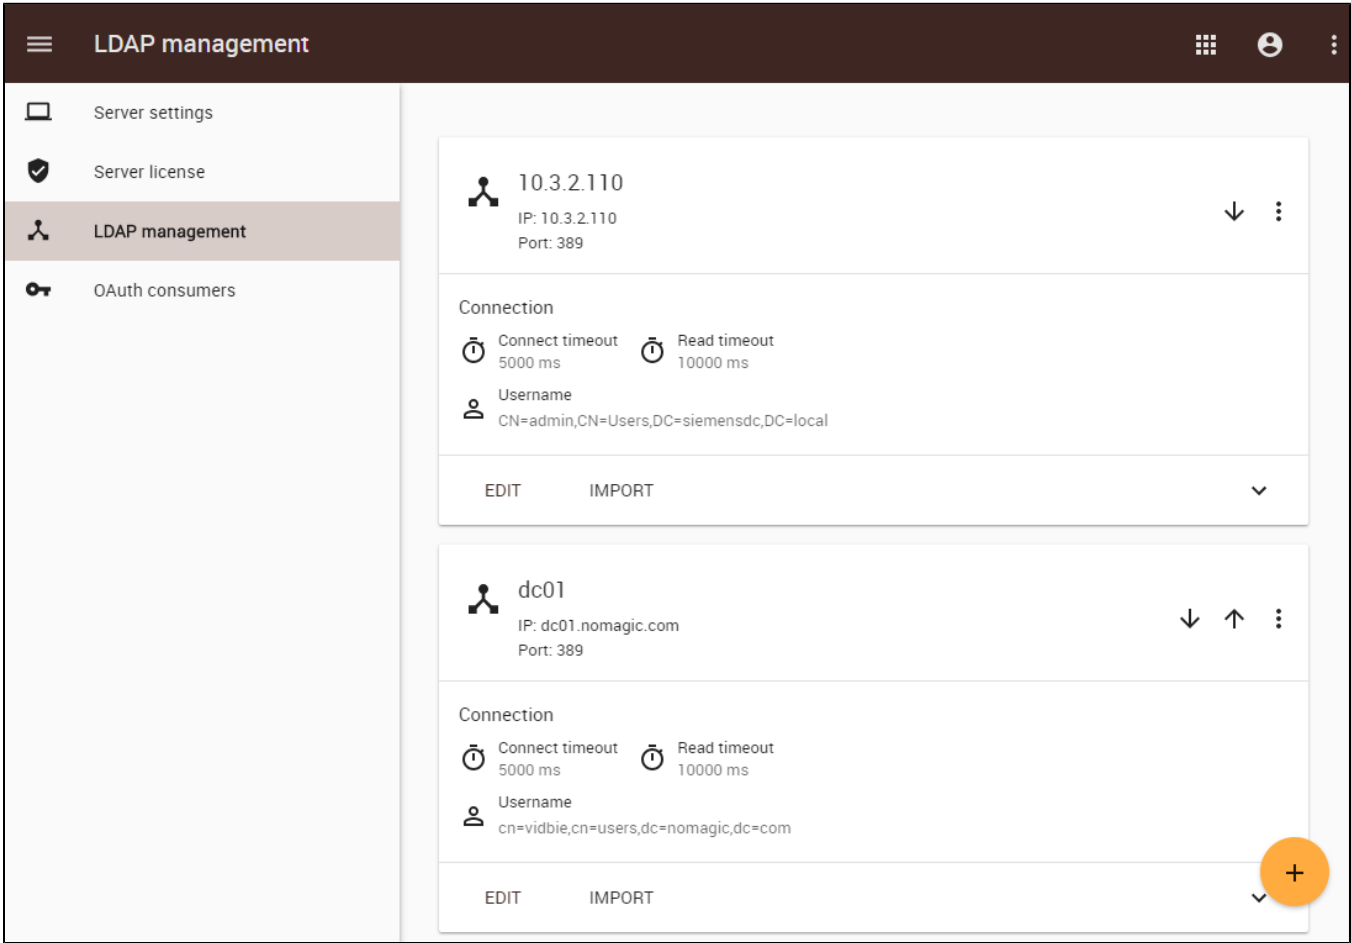 LDAP management
Server settings
Server license
LDAP management
OAuth consumers
10.3.2.110
IP: 10.3.2.110
Port: 389
Connection
Connect timeout
5000 ms
Read timeout
10000 ms
Username
CN=admin,CN=Users,DC=siemensdc,DC=local
EDIT IMPORT
dc01
IP: dc01.nomagic.com
Port: 389
Connection
Connect timeout
5000 ms
Read timeout
10000 ms
Username
cn=vidbie,cn=users,dc=nomagic,dc=com
EDIT IMPORT